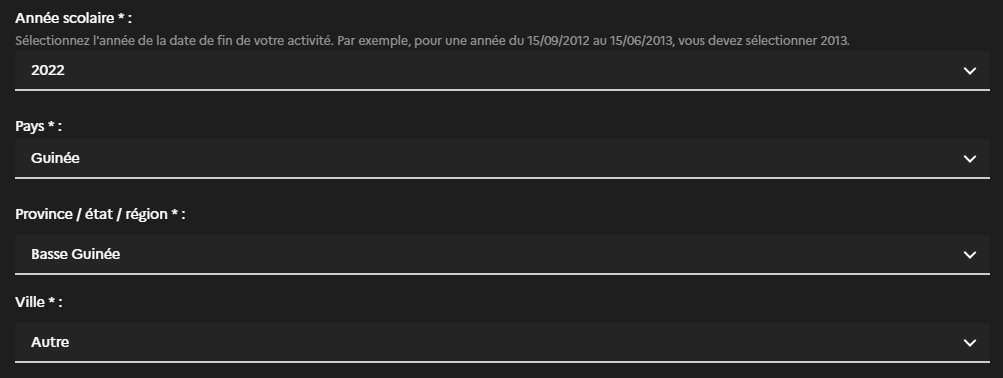 Année scolaire * :
Sélectionnez l'année de la date de fin de votre activité. Par exemple, pour une année du 15/09/2012 au 15/06/2013, vous devez sélectionner 2013.
2022
Pays * :
Guinée
Province / état / région * :
Basse Guinée
Ville * :
Autre